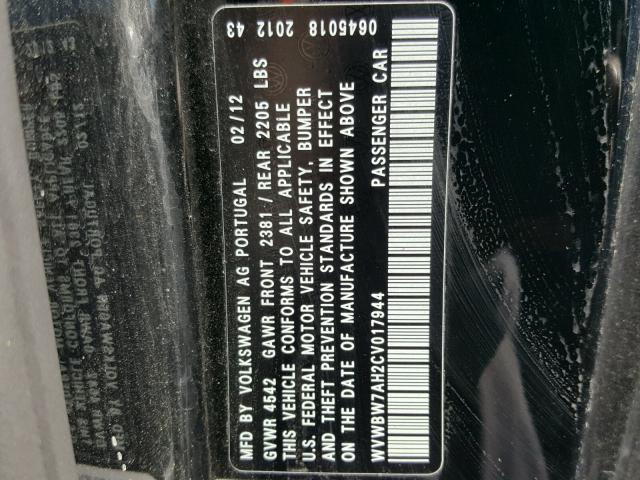 2012 43 0645018
MFD BY VOLKSWAGEN AG PORTUGAL 02/12
GVWR 4542 GAWR FRONT 2381 / REAR 2205 LBS
THIS VEHICLE CONFORMS TO ALL APPLICABLE
U.S. FEDERAL MOTOR VEHICLE SAFETY, BUMPER
AND THEFT PREVENTION STANDARDS IN EFFECT
ON THE DATE OF MANUFACTURE SHOWN ABOVE
WVWBW7AH2CV017944 PASSENGER CAR